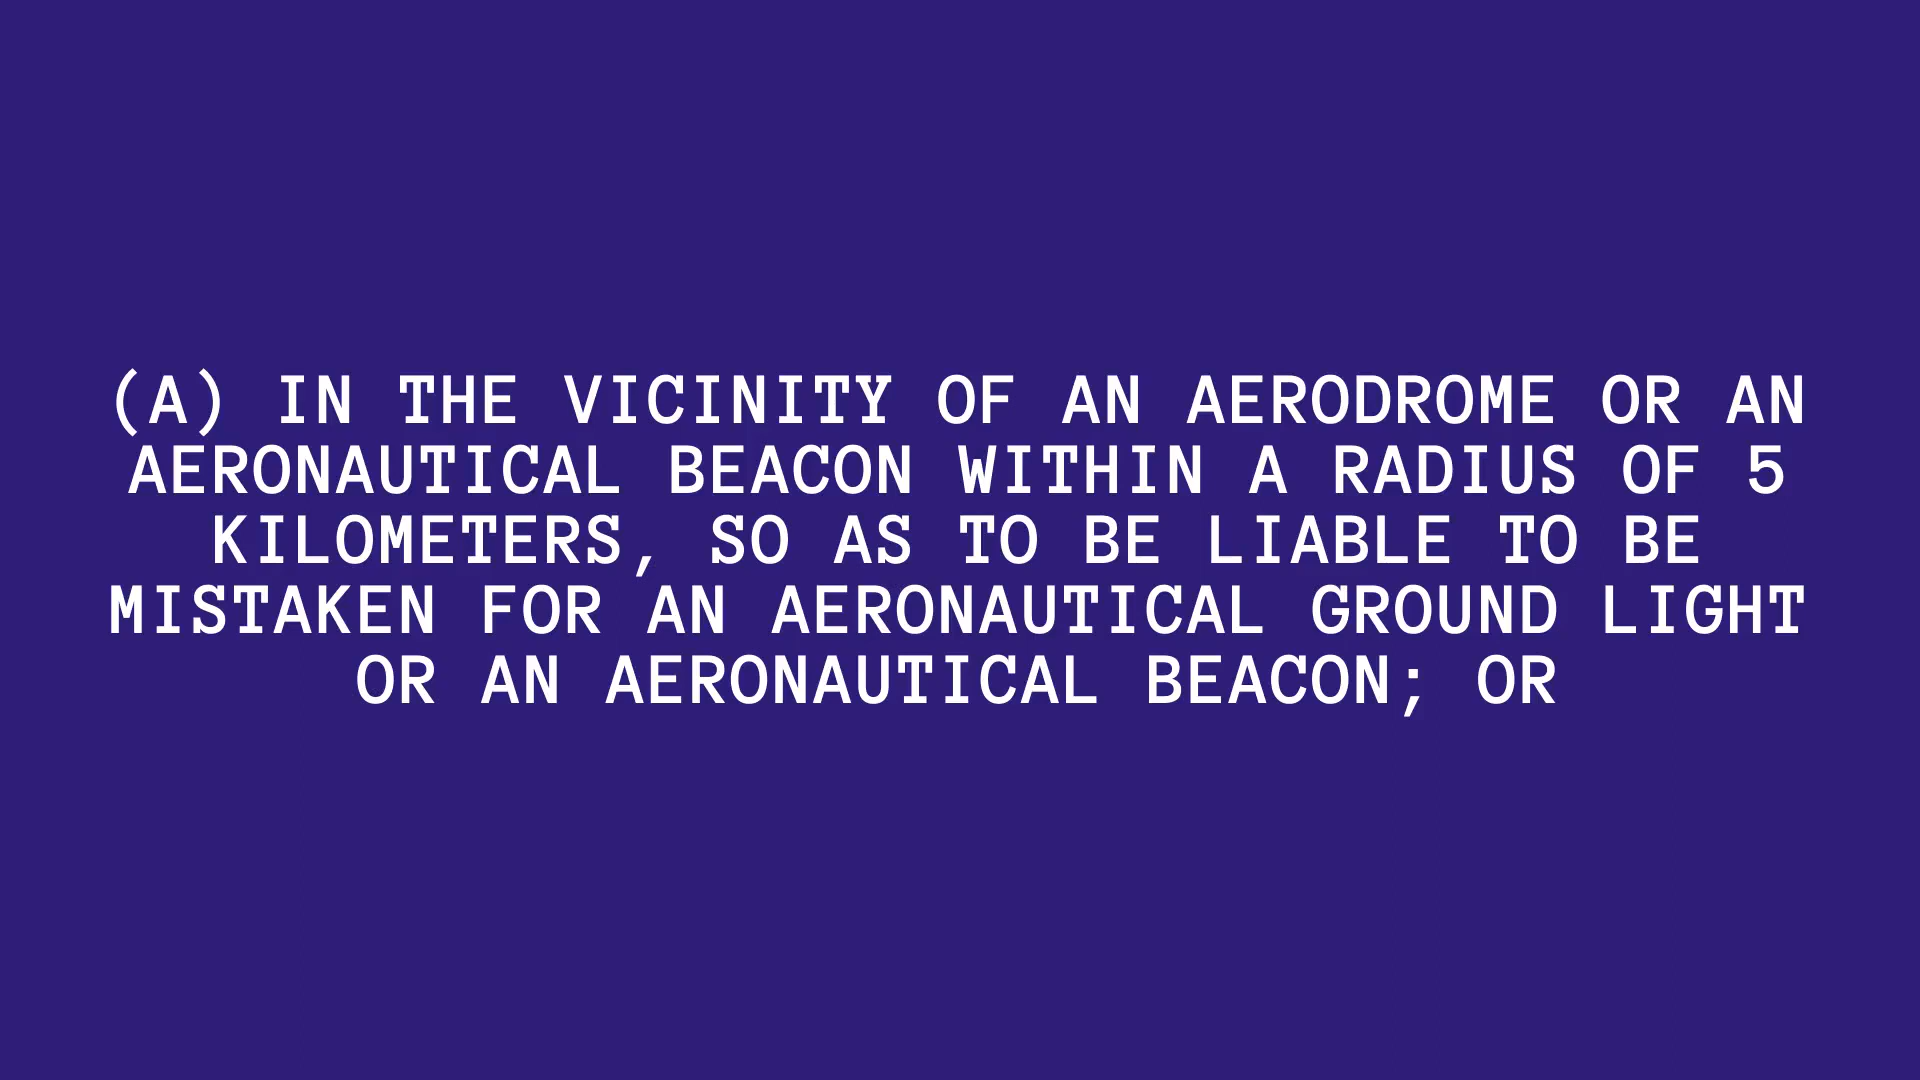 (A) IN THE VICINITY OF AN AERODROME OR AN
AERONAUTICAL BEACON WITHIN A RADIUS OF 5
KILOMETERS, SO AS TO BE LIABLE TO BE
MISTAKEN FOR AN AERONAUTICAL GROUND LIGHT
OR AN AERONAUTICAL BEACON; OR